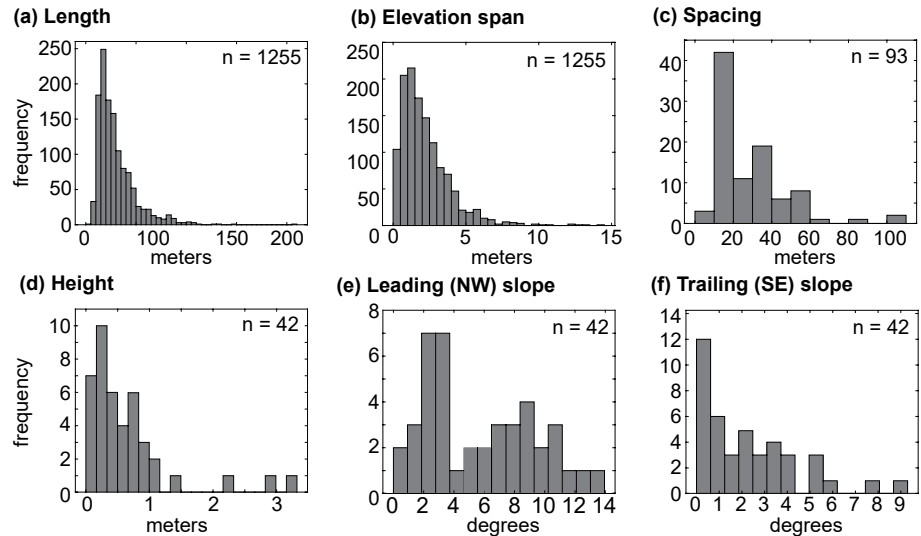 (a) Length
250
200
150
100
50
0
n = 1255
frequency
0 100 150 200
meters
(b) Elevation span
250
200
150
100
50
0
n = 1255
0 5 10 15
meters
(c) Spacing
40
30
20
10
0
n = 93
0 20 40 60 80 100
meters
(d) Height
10
8
6
4
2
0
n = 42
frequency
0 1 2 3
meters
(e) Leading (NW) slope
8
6
4
2
0
n = 42
0 2 4 6 8 10 12 14
degrees
(f) Trailing (SE) slope
14
12
10
8
6
4
2
0
n = 42
0 1 2 3 4 5 6 7 8 9
degrees